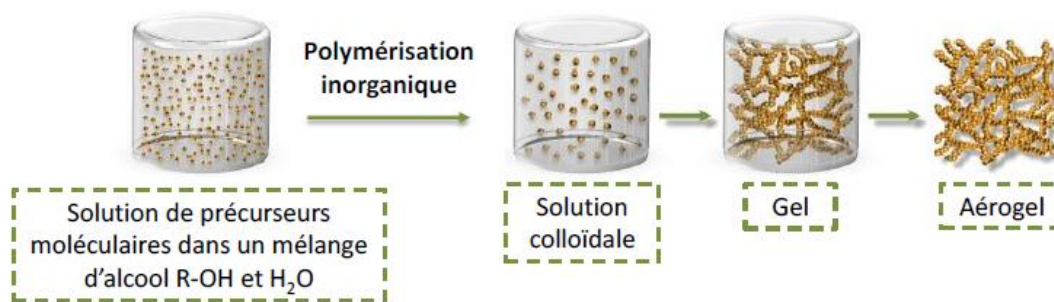 Polymérisation
inorganique
Solution de précurseurs
moléculaires dans un mélange
d'alcool R-OH et H₂O
Solution
colloïdale
Gel
Aérogel